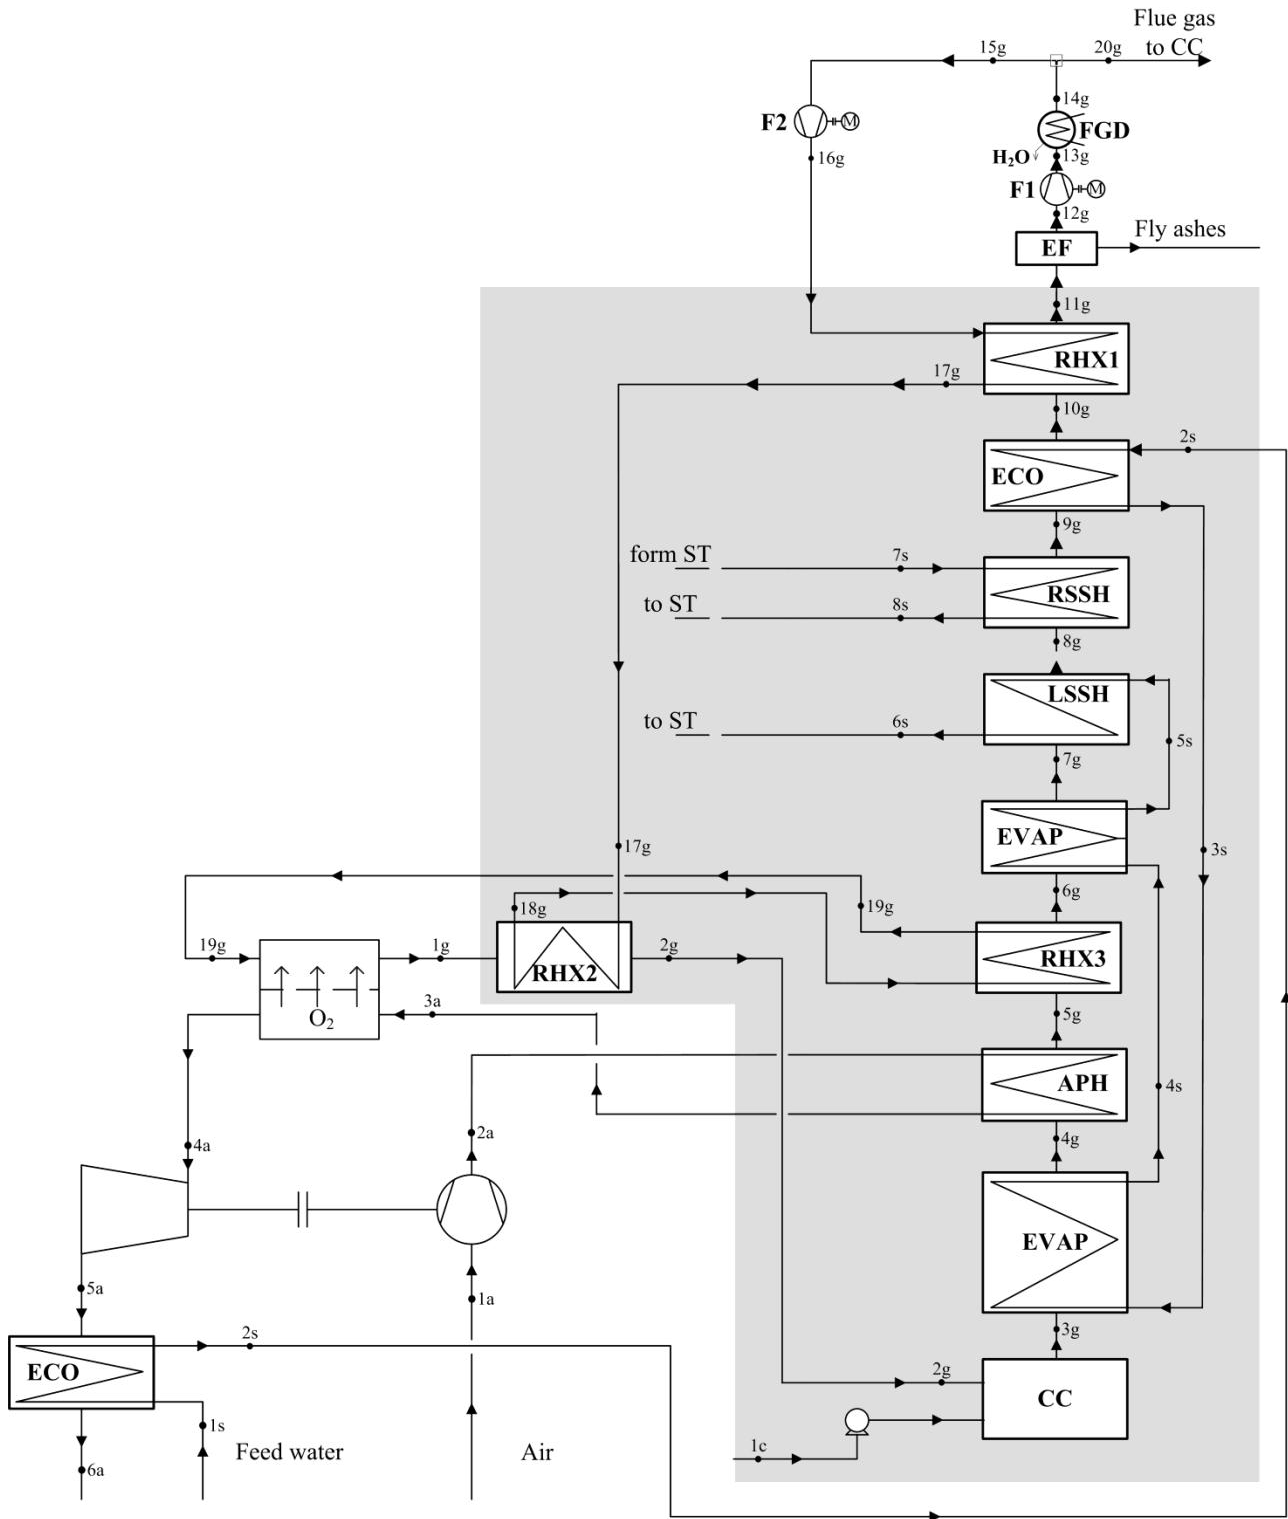 Flue gas
to CC
15g
20g
14g
F2
M
FGD
H₂O
13g
16g
F1
M
12g
EF
Fly ashes
11g
RHX1
17g
10g
2s
ECO
9g
form ST
7s
RSSH
to ST
8s
8g
LSSH
to ST
6s
5s
7g
EVAP
17g
3s
6g
18g
19g
19g
1g
2g
RHX2
RHX3
3a
O₂
5g
APH
4s
2a
4g
4a
EVAP
5a
1a
3g
2s
ECO
2g
CC
1s
1c
Feed water
Air
6a